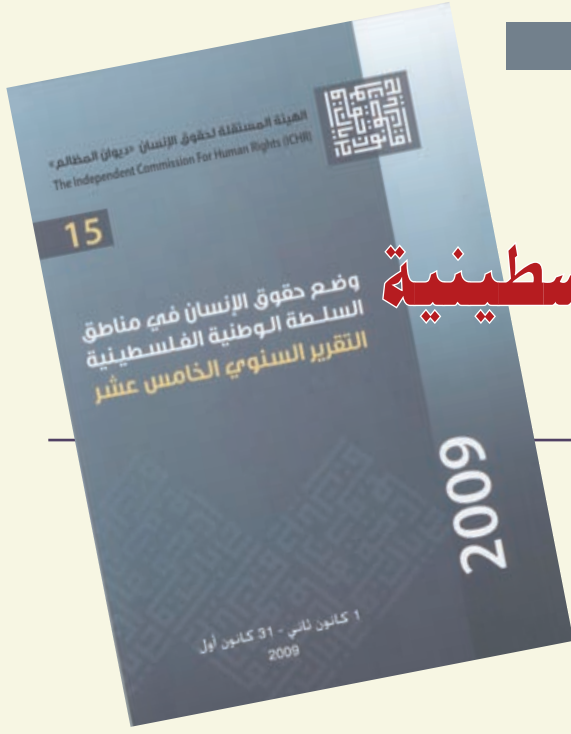 الهيئة المستقلة لحقوق الإنسان «ديوان المظالم»
The Independent Commission For Human Rights (ICHR)
15
وضع حقوق الإنسان في مناطق
السلطة الوطنية الفلسطينية
التقرير السنوي الخامس عشر
2009
1 كانون ثاني - 31 كانون أول
2009